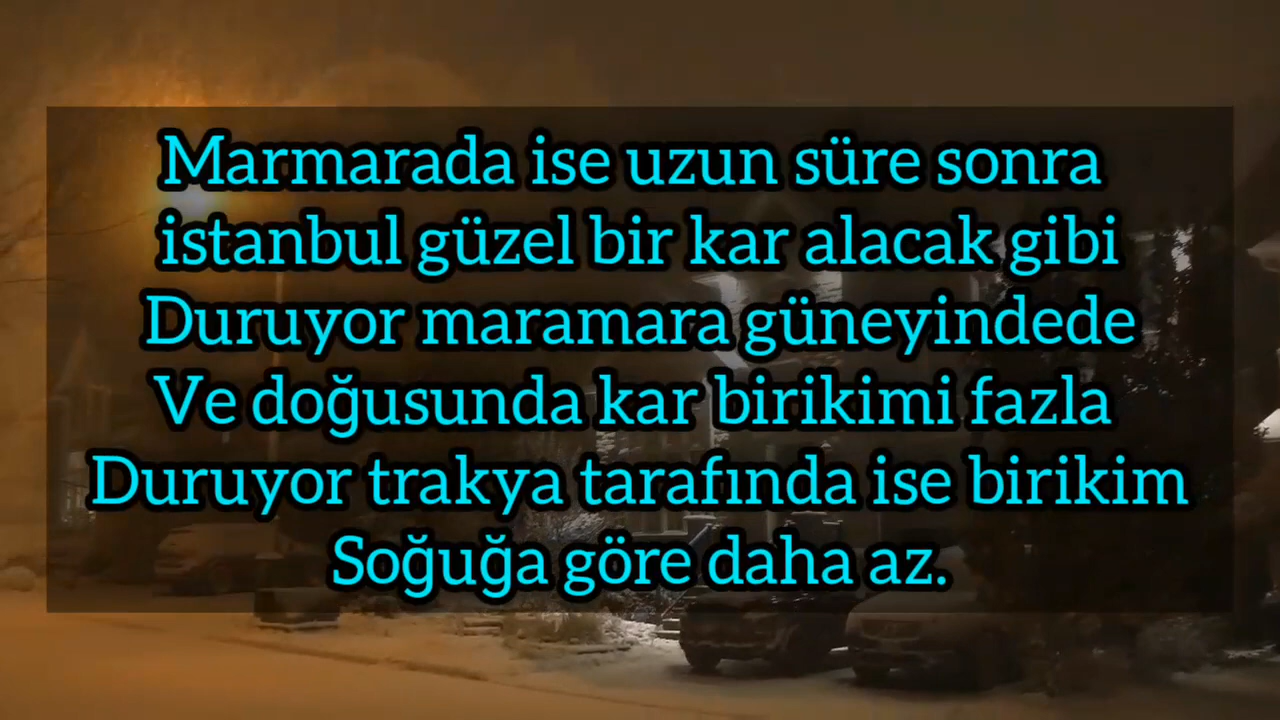 Marmarada ise uzun süre sonra
istanbul güzel bir kar alacak gibi
Duruyor maramara güneyindede
Ve doğusunda kar birikimi fazla
Duruyor trakya tarafında ise birikim
Soğuğa göre daha az.